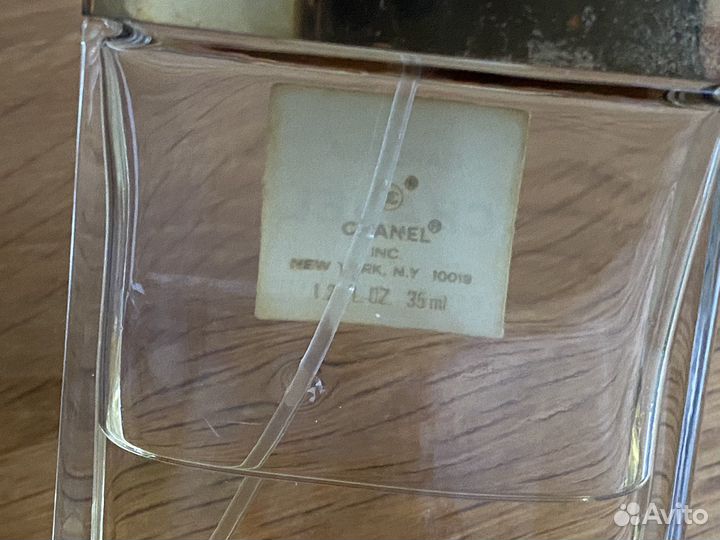 CHANEL®
INC.
NEW YORK, N.Y. 10019
FL. OZ. 35 ml
Avito